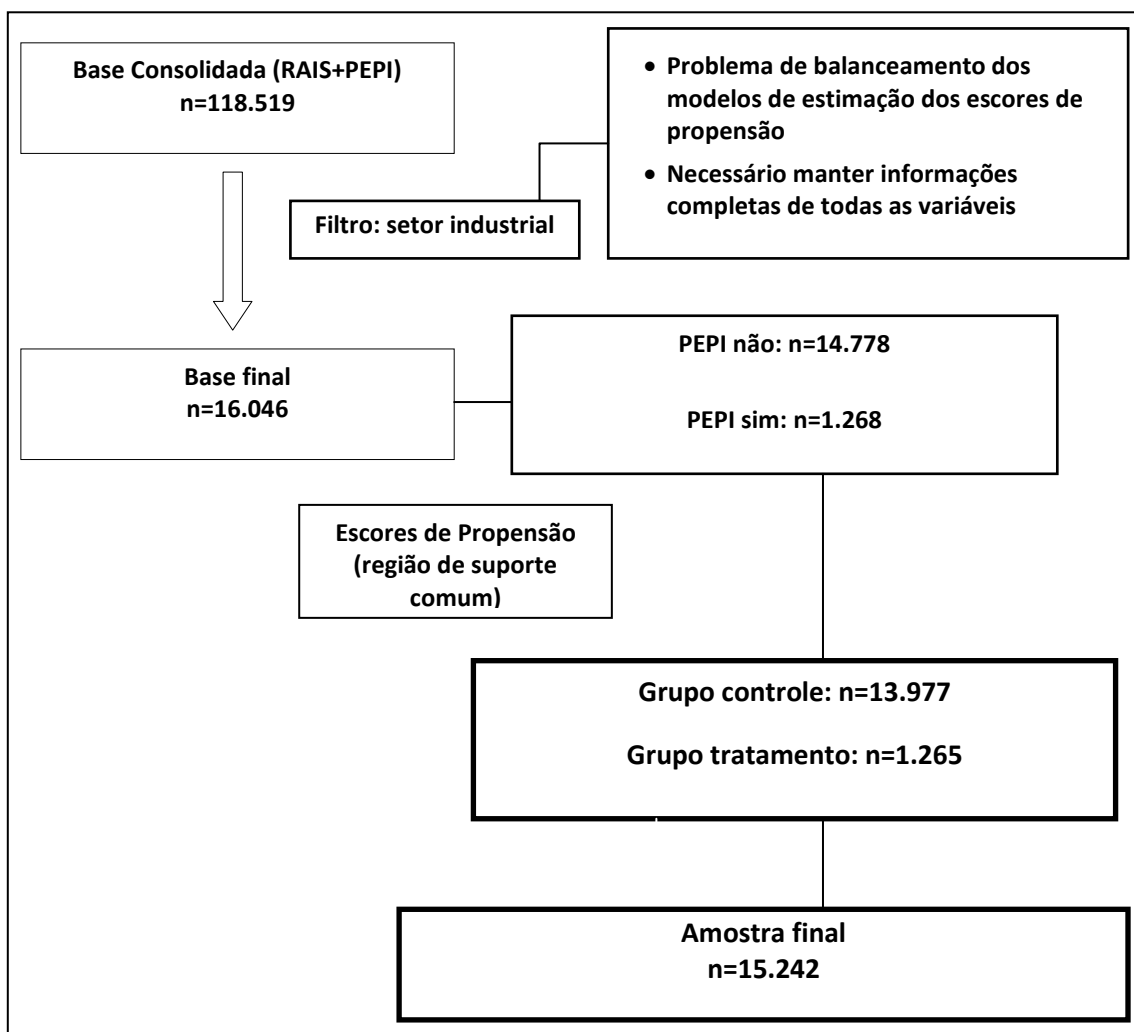 Base Consolidada (RAIS+PEPI)
n=118.519
• Problema de balanceamento dos
modelos de estimação dos escores de
propensão
• Necessário manter informações
completas de todas as variáveis
Filtro: setor industrial
Base final
n=16.046
PEPI não: n=14.778
PEPI sim: n=1.268
Escores de Propensão
(região de suporte
comum)
Grupo controle: n=13.977
Grupo tratamento: n=1.265
Amostra final
n=15.242